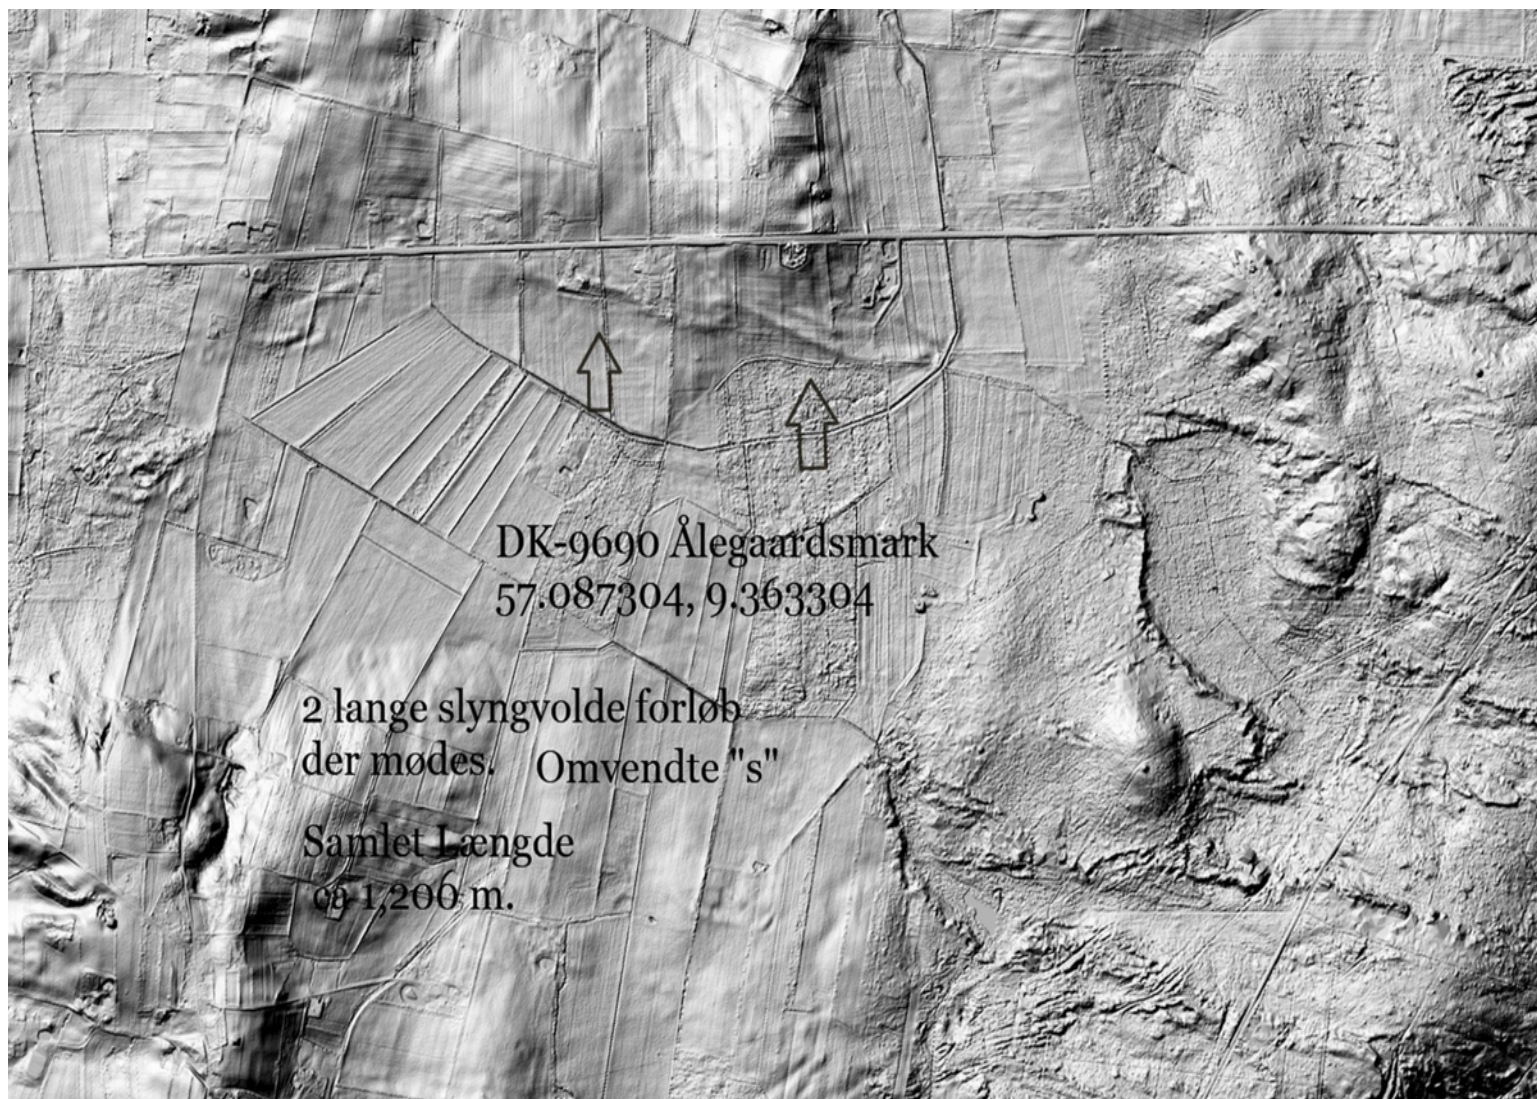 DK-9690 Ålegaardsmark
57.087304, 9.363304
2 lange slyngvolde forløb
der mødes. Omvendte "s"
Samlet Længde
ca 1,200 m.